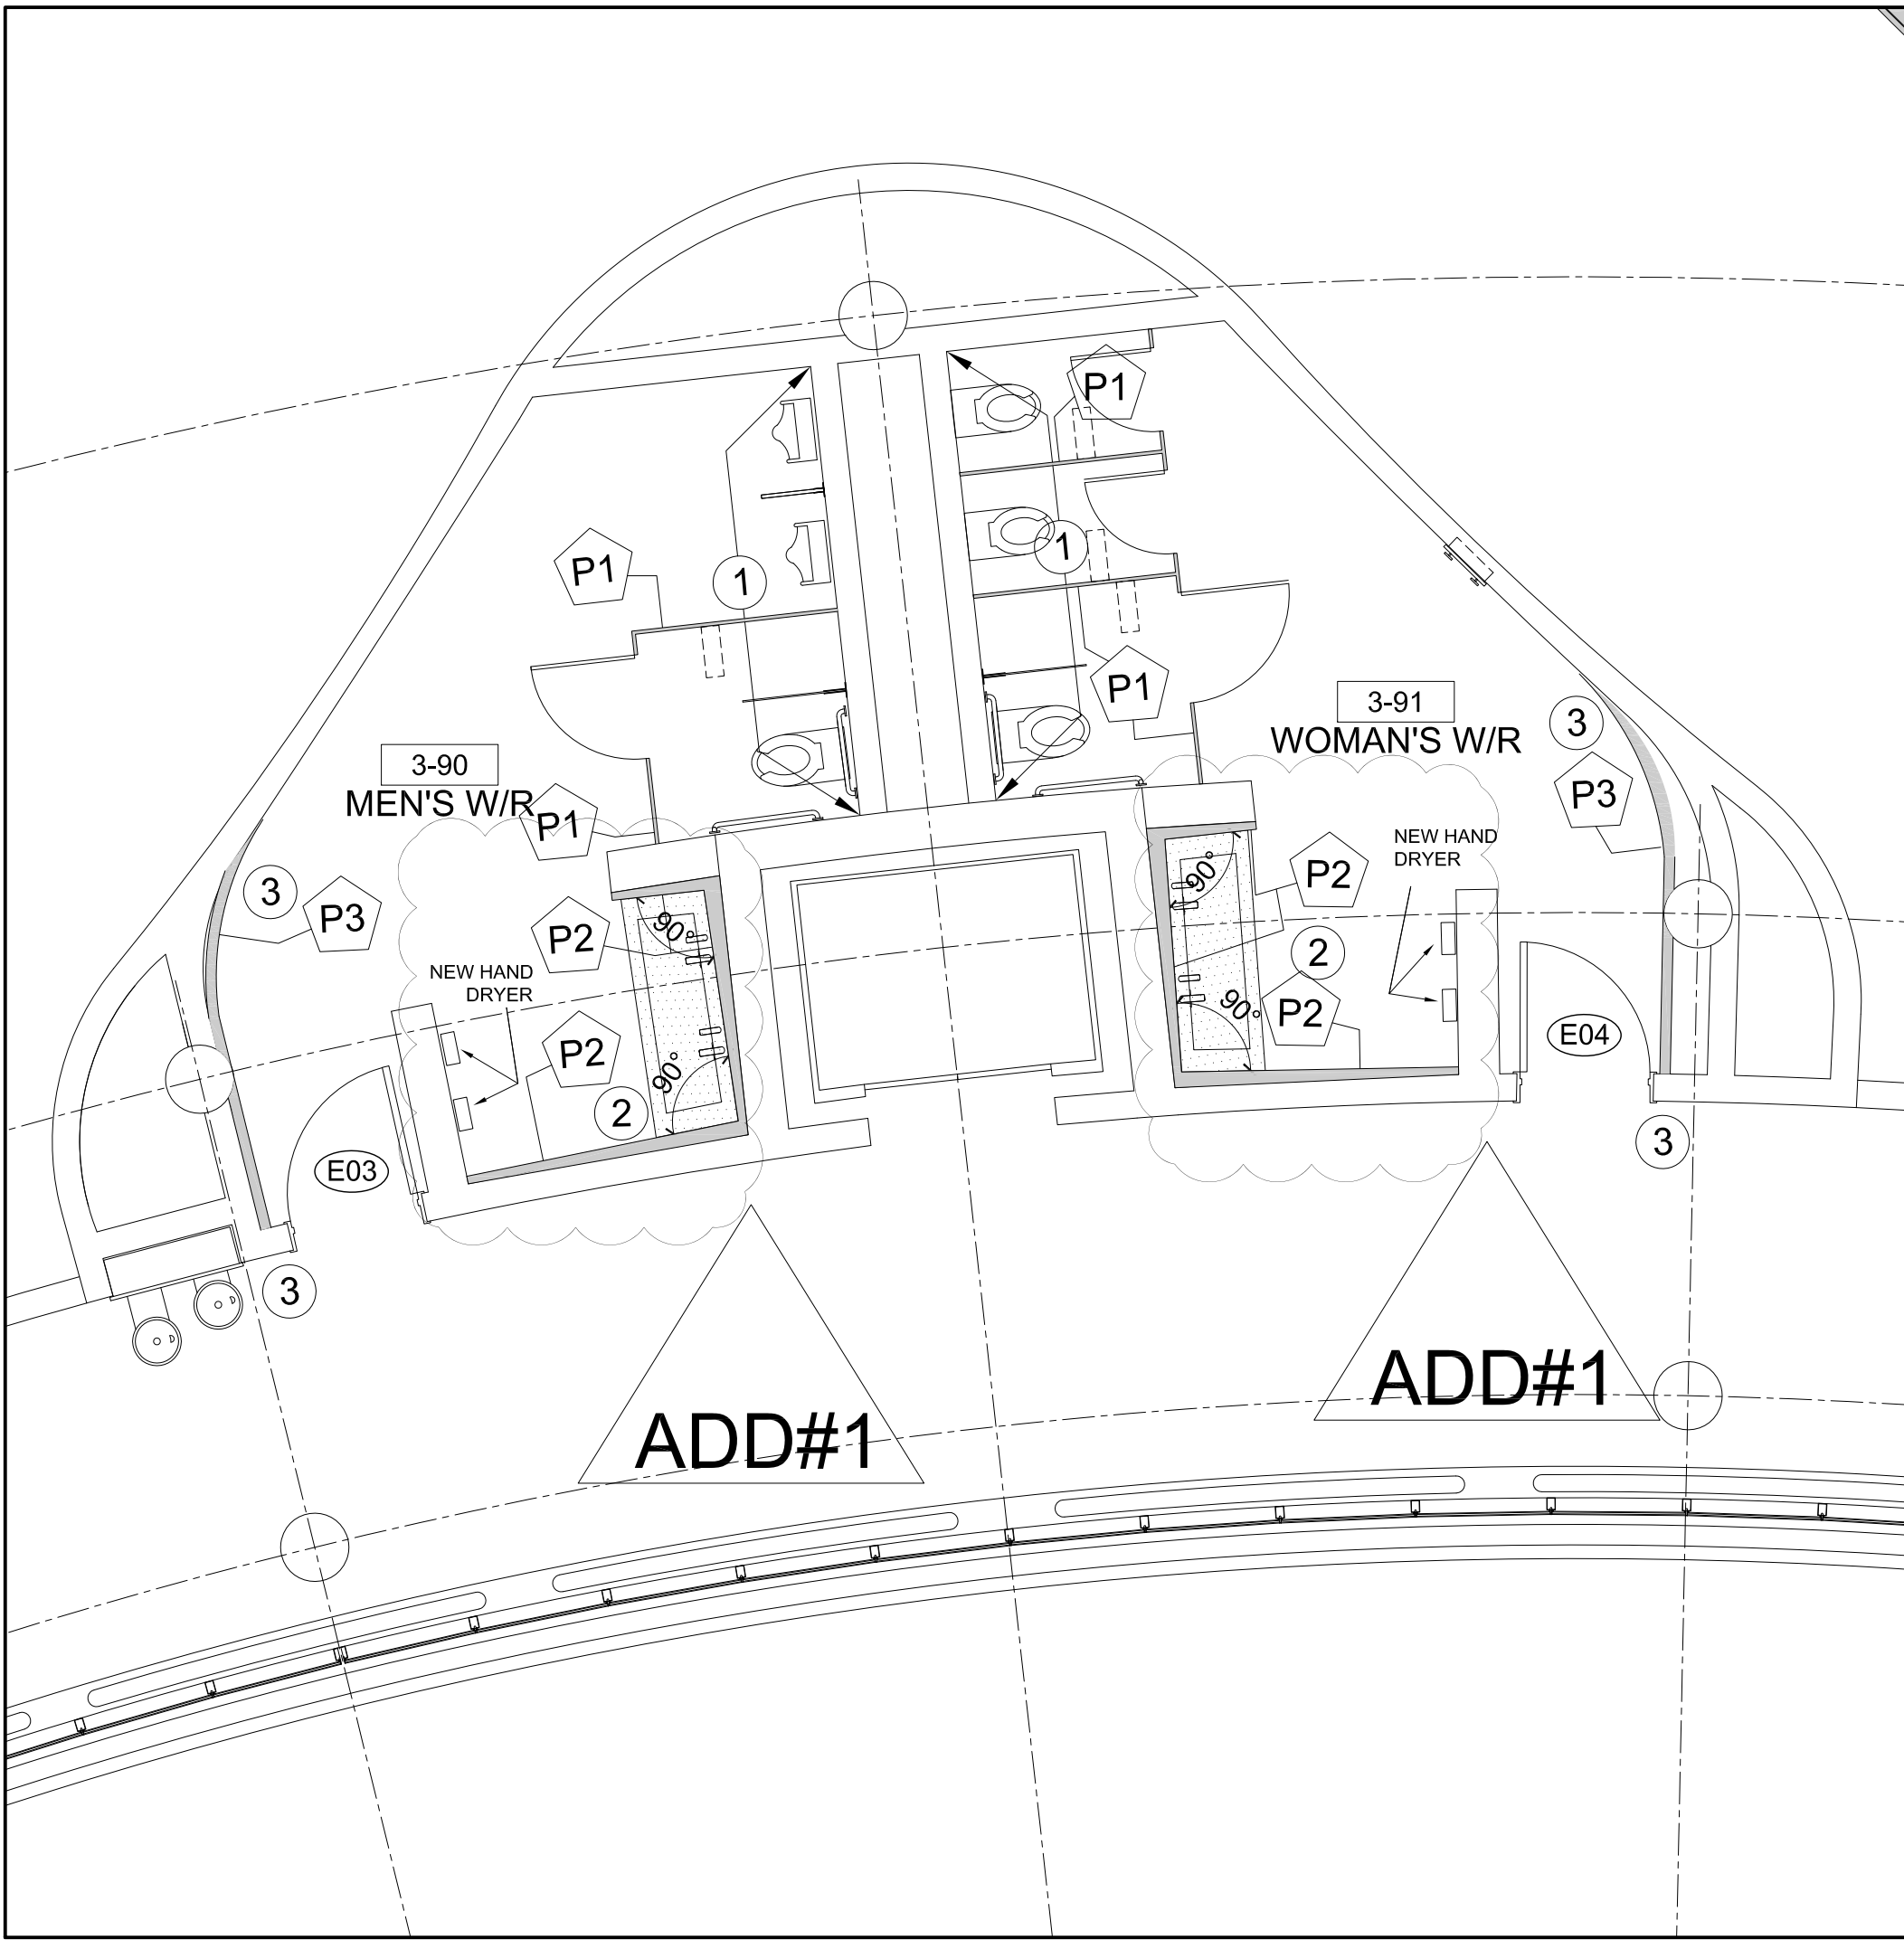 P1
P1
1
1
P1
3-91
WOMAN'S W/R
3
P3
3-90
MEN'S W/R
P1
NEW HAND
DRYER
90°
P2
3
P3
P2
90°
2
NEW HAND
DRYER
90°
P2
E04
P2
90°
2
3
E03
3
ADD#1
ADD#1